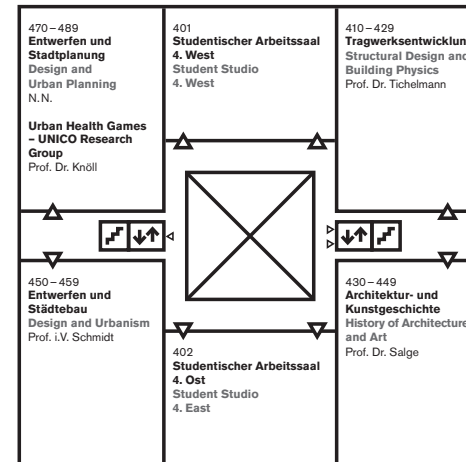 470 – 489
Entwerfen und
Stadtplanung
Design and
Urban Planning
N.N.
Urban Health Games
– UNICO Research
Group
Prof. Dr. Knöll
401
Studentischer Arbeitssaal
4. West
Student Studio
4. West
410 – 429
Tragwerksentwicklun
Structural Design and
Building Physics
Prof. Dr. Tichelmann
450 – 459
Entwerfen und
Städtebau
Design and Urbanism
Prof. i.V. Schmidt
402
Studentischer Arbeitssaal
4. Ost
Student Studio
4. East
430 – 449
Architektur- und
Kunstgeschichte
History of Architecture
and Art
Prof. Dr. Salge